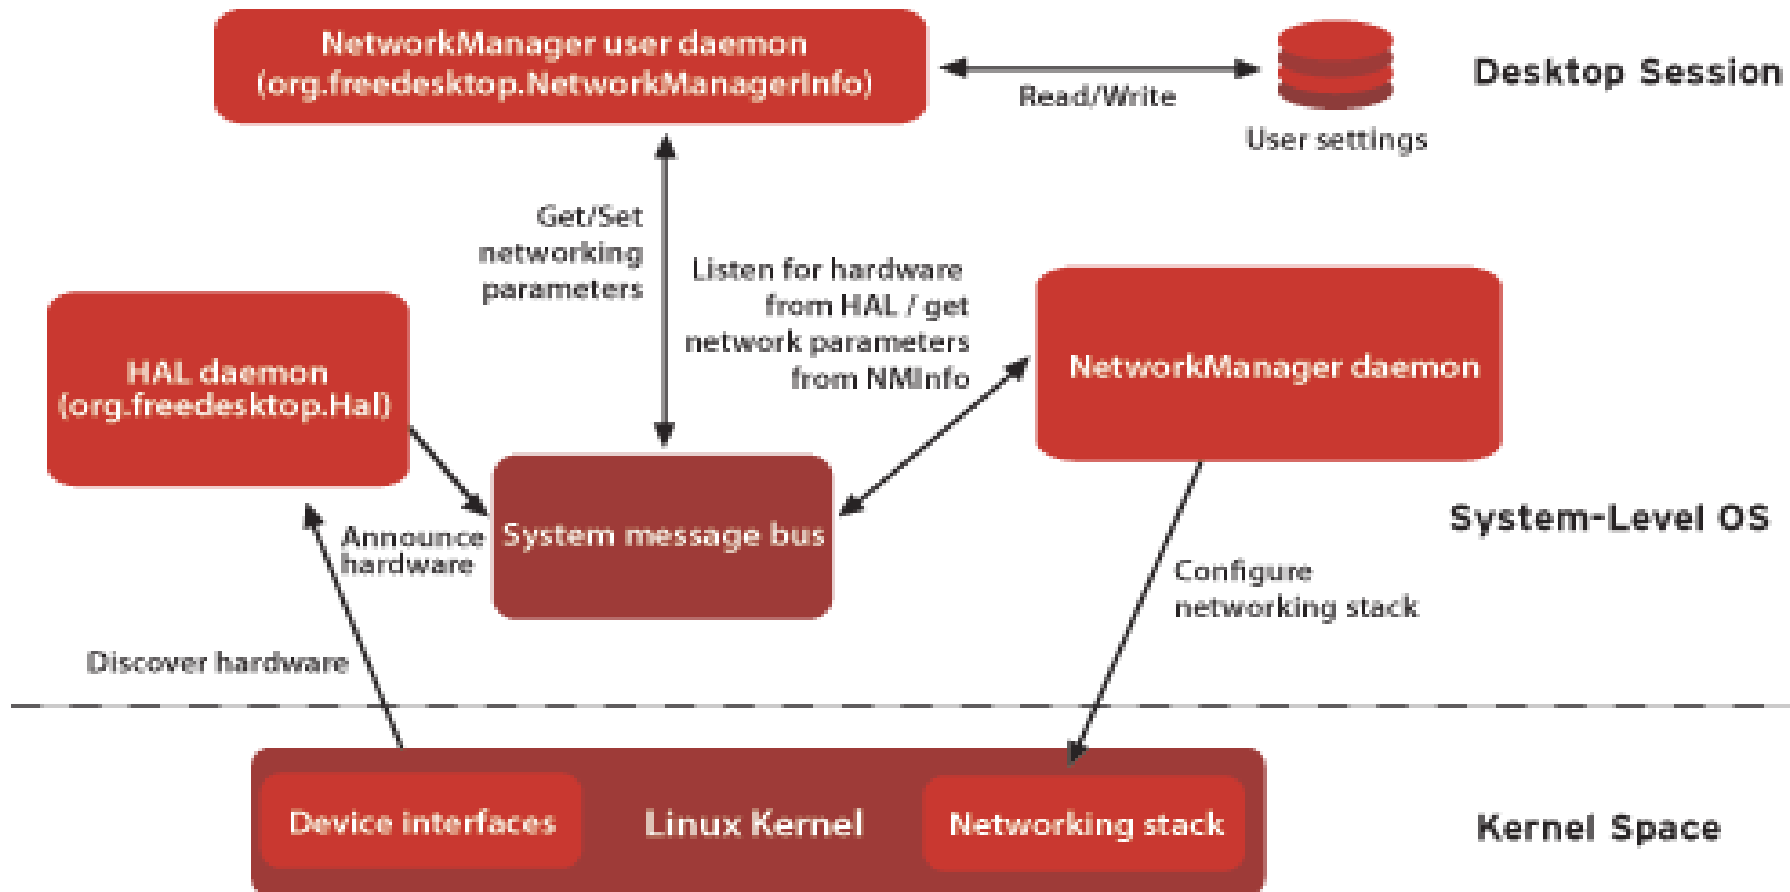 NetworkManager user daemon
(org.freedesktop.NetworkManagerInfo)
Read/Write
User settings
Desktop Session
Get/Set
networking
parameters
Listen for hardware
from HAL / get
network parameters
from NMInfo
HAL daemon
(org.freedesktop.Hal)
NetworkManager daemon
System message bus
System-Level OS
Announce
hardware
Configure
networking stack
Discover hardware
Device interfaces
Linux Kernel
Networking stack
Kernel Space